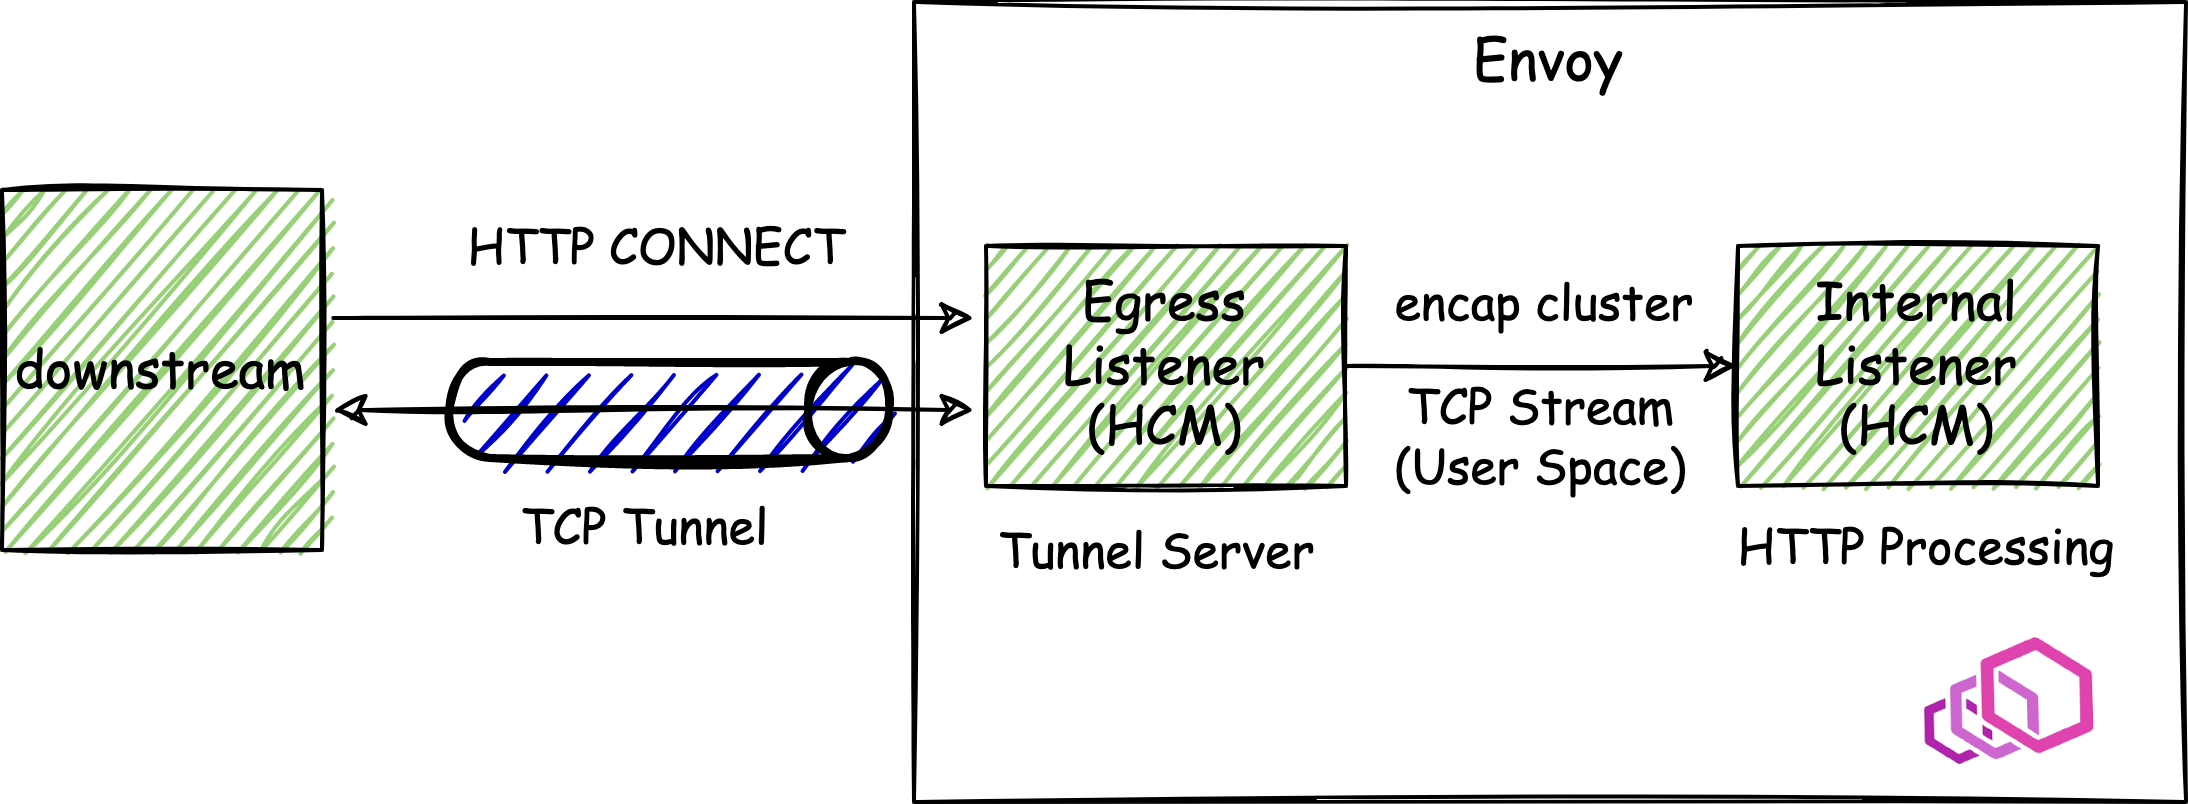 Envoy
downstream
HTTP CONNECT
TCP Tunnel
Egress
Listener
(HCM)
Tunnel Server
encap cluster
TCP Stream
(User Space)
Internal
Listener
(HCM)
HTTP Processing